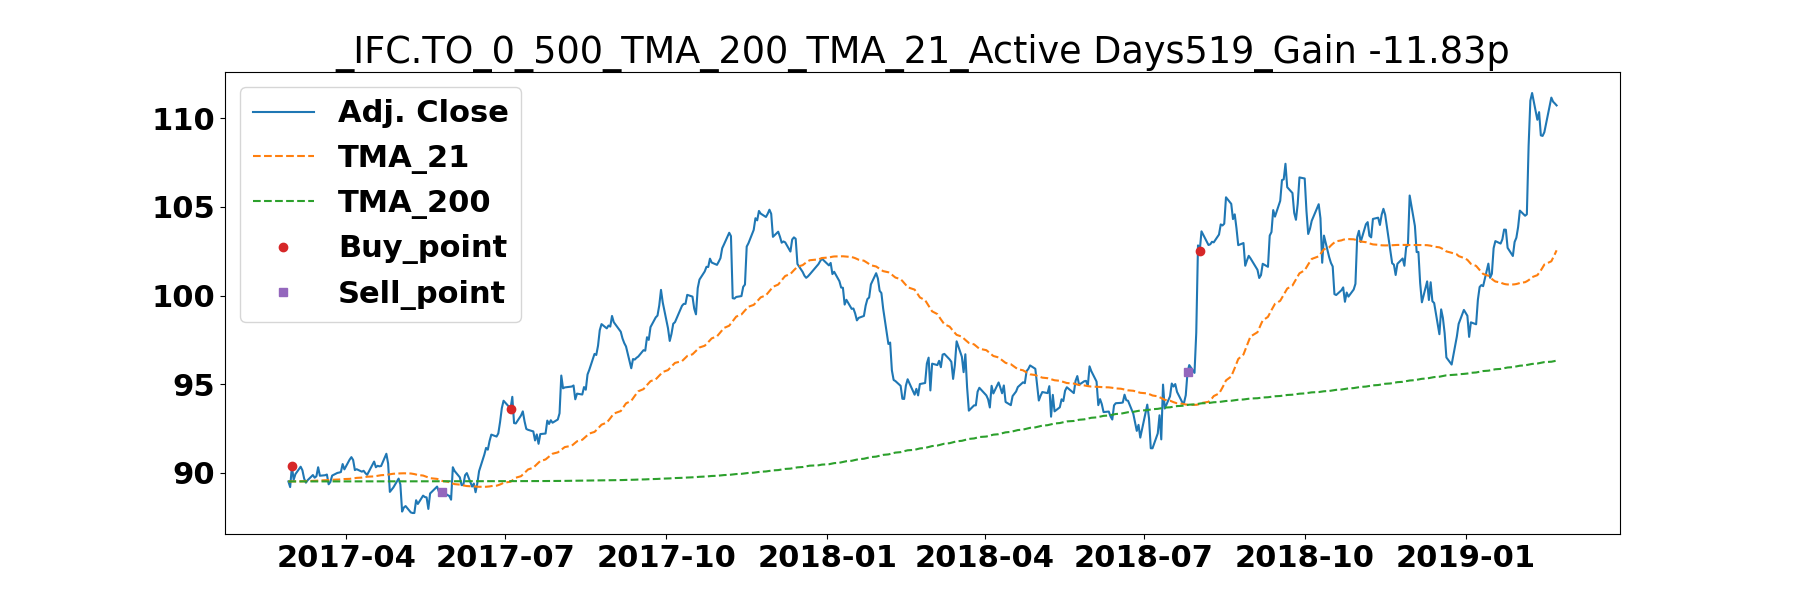 _IFC.TO_0_500_TMA_200_TMA_21_Active Days519_Gain -11.83p
Adj. Close
TMA_21
TMA_200
Buy_point
Sell_point
110
105
100
95
90
2017-04 2017-07 2017-10 2018-01 2018-04 2018-07 2018-10 2019-01